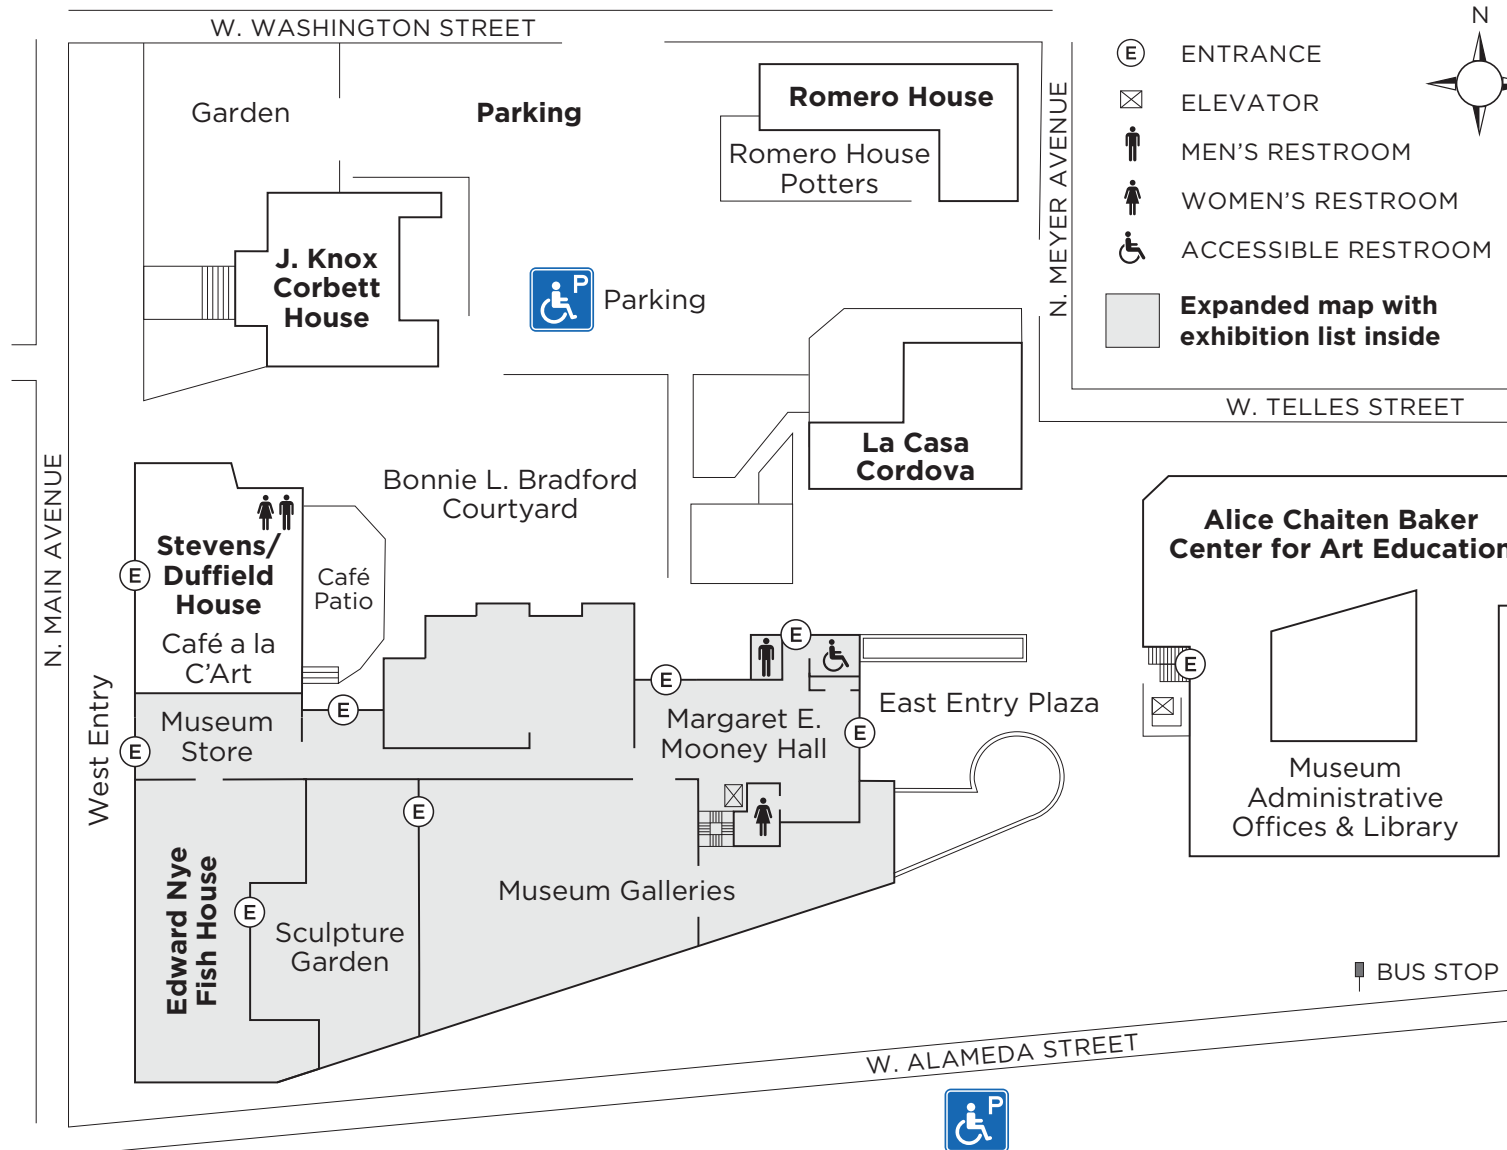 W. WASHINGTON STREET
N
E ENTRANCE
ELEVATOR
MEN'S RESTROOM
WOMEN'S RESTROOM
ACCESSIBLE RESTROOM
Expanded map with
exhibition list inside
Garden
Parking
Romero House
Romero House
Potters
N. MEYER AVENUE
J. Knox
Corbett
House
P
Parking
W. TELLES STREET
La Casa
Cordova
N. MAIN AVENUE
Bonnie L. Bradford
Courtyard
Stevens/
Duffield
House
E
Café
Patio
Café a la
C'Art
Alice Chaiten Baker
Center for Art Education
E
E
E
E
West Entry
Museum
Store
E
E
Margaret E.
Mooney Hall
E
East Entry Plaza
Museum
Administrative
Offices & Library
E
Edward Nye
Fish House
E
Sculpture
Garden
Museum Galleries
BUS STOP
W. ALAMEDA STREET
P